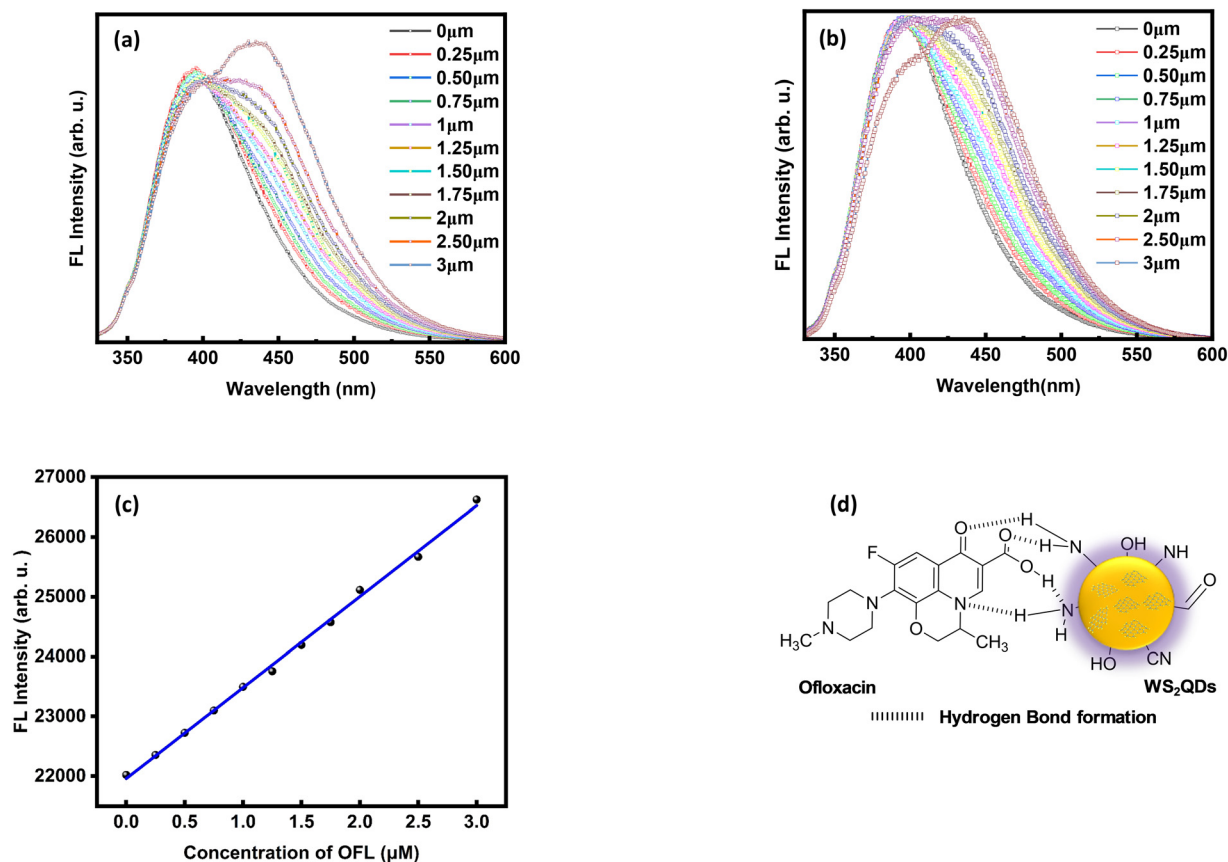 (a)
0μm
0.25μm
0.50μm
0.75μm
1μm
1.25μm
1.50μm
1.75μm
2μm
2.50μm
3μm
FL Intensity (arb. u.)
350 400 450 500 550 600
Wavelength (nm)
(b)
0μm
0.25μm
0.50μm
0.75μm
1μm
1.25μm
1.50μm
1.75μm
2μm
2.50μm
3μm
FL Intensity (arb. u.)
350 400 450 500 550 600
Wavelength(nm)
(c)
27000
26000
25000
24000
23000
22000
FL Intensity (arb. u. )
0.0 0.5 1.0 1.5 2.0 2.5 3.0
Concentration of OFL (μM)
(d)
O H
O N OH NH
F
O H O
N N H N
N O H H
H₃C CH₃ HO CN
Ofloxacin WS₂QDs
Hydrogen Bond formation